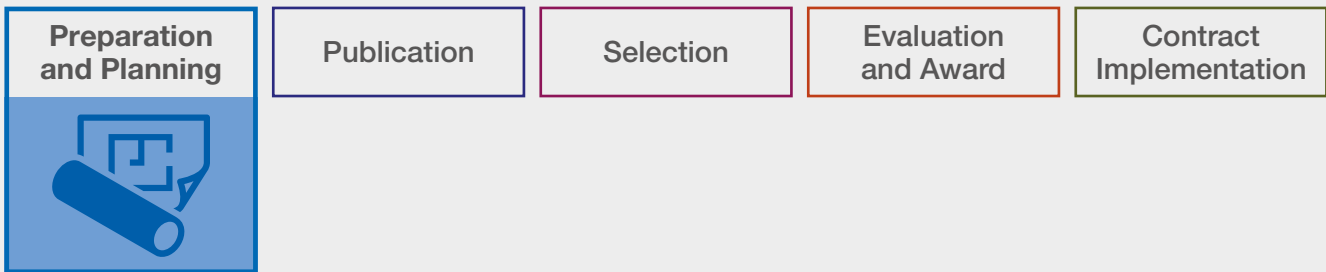 Preparation
and Planning
Publication
Selection
Evaluation
and Award
Contract
Implementation